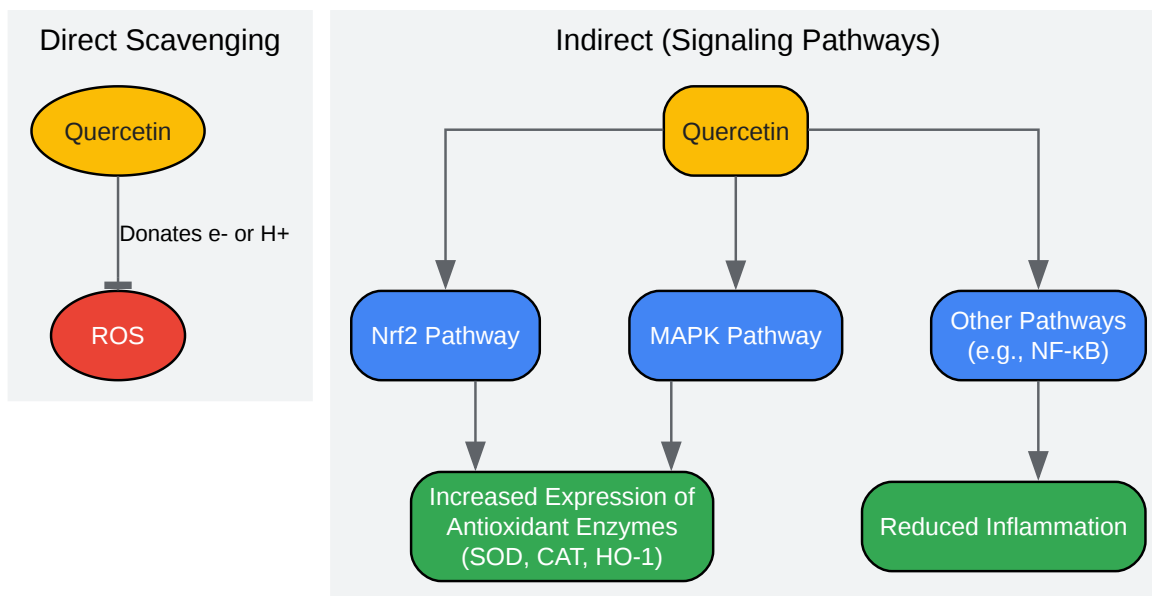 Direct Scavenging
Quercetin
Donates e- or H+
ROS
Indirect (Signaling Pathways)
Quercetin
Nrf2 Pathway
MAPK Pathway
Other Pathways
(e.g., NF-κB)
Increased Expression of
Antioxidant Enzymes
(SOD, CAT, HO-1)
Reduced Inflammation